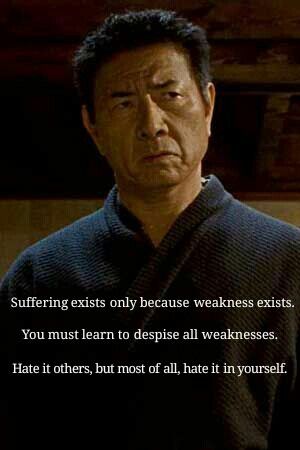 Suffering exists only because weakness exists.
You must learn to despise all weaknesses.
Hate it others, but most of all, hate it in yourself.